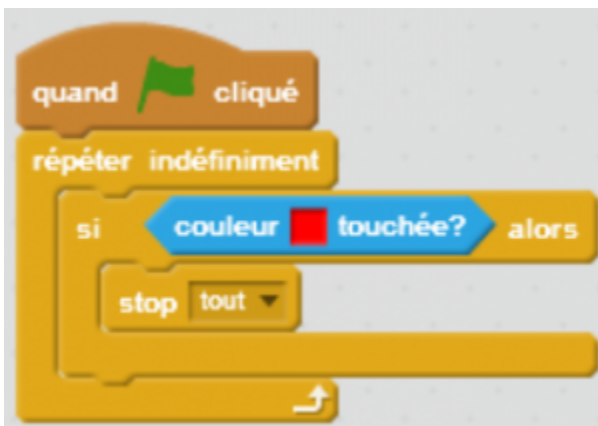 quand cliqué
répéter indéfiniment
si couleur touchée? alors
stop tout